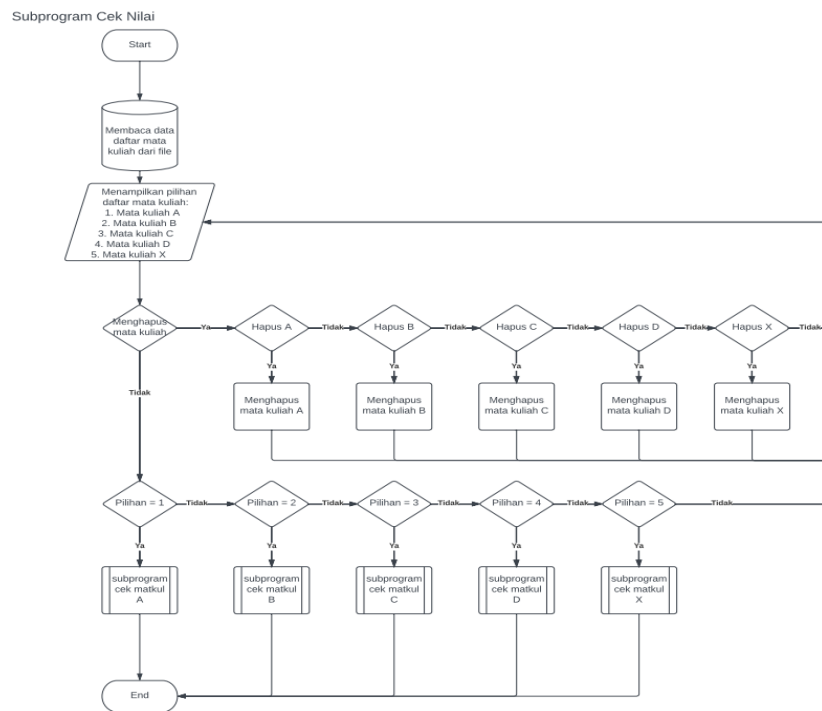 Subprogram Cek Nilai
Start
Membaca data
daftar mata
kuliah dari file
Menampilkan pilihan
daftar mata kuliah:
1. Mata kuliah A
2. Mata kuliah B
3. Mata kuliah C
4. Mata kuliah D
5. Mata kuliah X
Menghapus
mata kuliah
Ya
Hapus A
Tidak
Hapus B
Tidak
Hapus C
Tidak
Hapus D
Tidak
Hapus X
Tidak
Ya
Ya
Ya
Ya
Ya
Tidak
Menghapus
mata kuliah A
Menghapus
mata kuliah B
Menghapus
mata kuliah C
Menghapus
mata kuliah D
Menghapus
mata kuliah X
Pilihan = 1
Tidak
Pilihan = 2
Tidak
Pilihan = 3
Tidak
Pilihan = 4
Tidak
Pilihan = 5
Tidak
Ya
Ya
Ya
Ya
Ya
subprogram
cek matkul
A
subprogram
cek matkul
B
subprogram
cek matkul
C
subprogram
cek matkul
D
subprogram
cek matkul
X
End